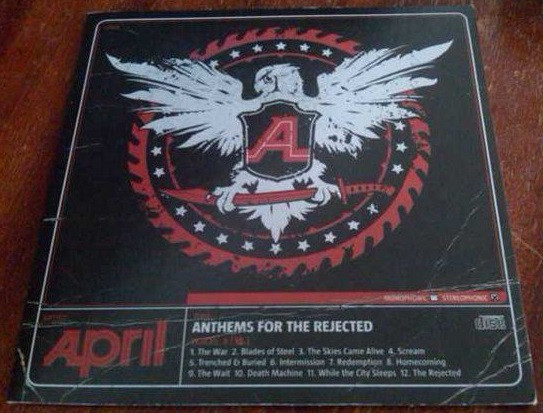 AL
MONOPHONIC STEREOPHONIC
April
ANTHEMS FOR THE REJECTED
1. The War 2. Blades of Steel 3. The Skies Came Alive 4. Scream
5. Trenched & Buried 6. Intermission 7. Redemption 8. Homecoming
9. The Wait 10. Death Machine 11. While the City Sleeps 12. The Rejected
disc